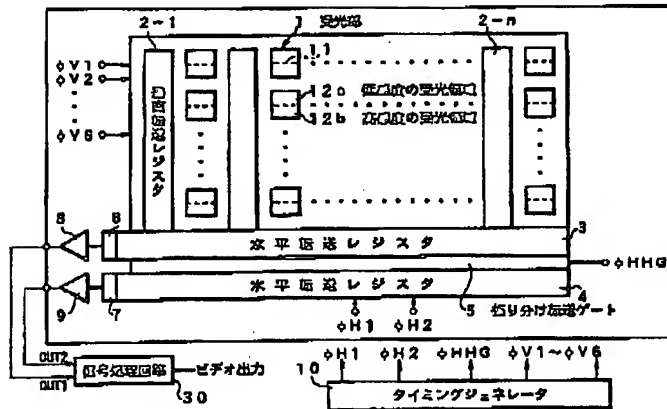 2-1
1 受光部
2-n
11
φV1
φV2
φV6
12a 低感度の受光領域
12b 高感度の受光領域
垂直転送レジスタ
8
6
水平転送レジスタ
3
φHHG
5
9
7
水平転送レジスタ
4
振り分け転送ゲート
φH1 φH2
OUT2
OUT1
信号処理回路
ビデオ出力
30
φH1 φH2 φHHG φV1~φV6
10
タイミングジェネレータ